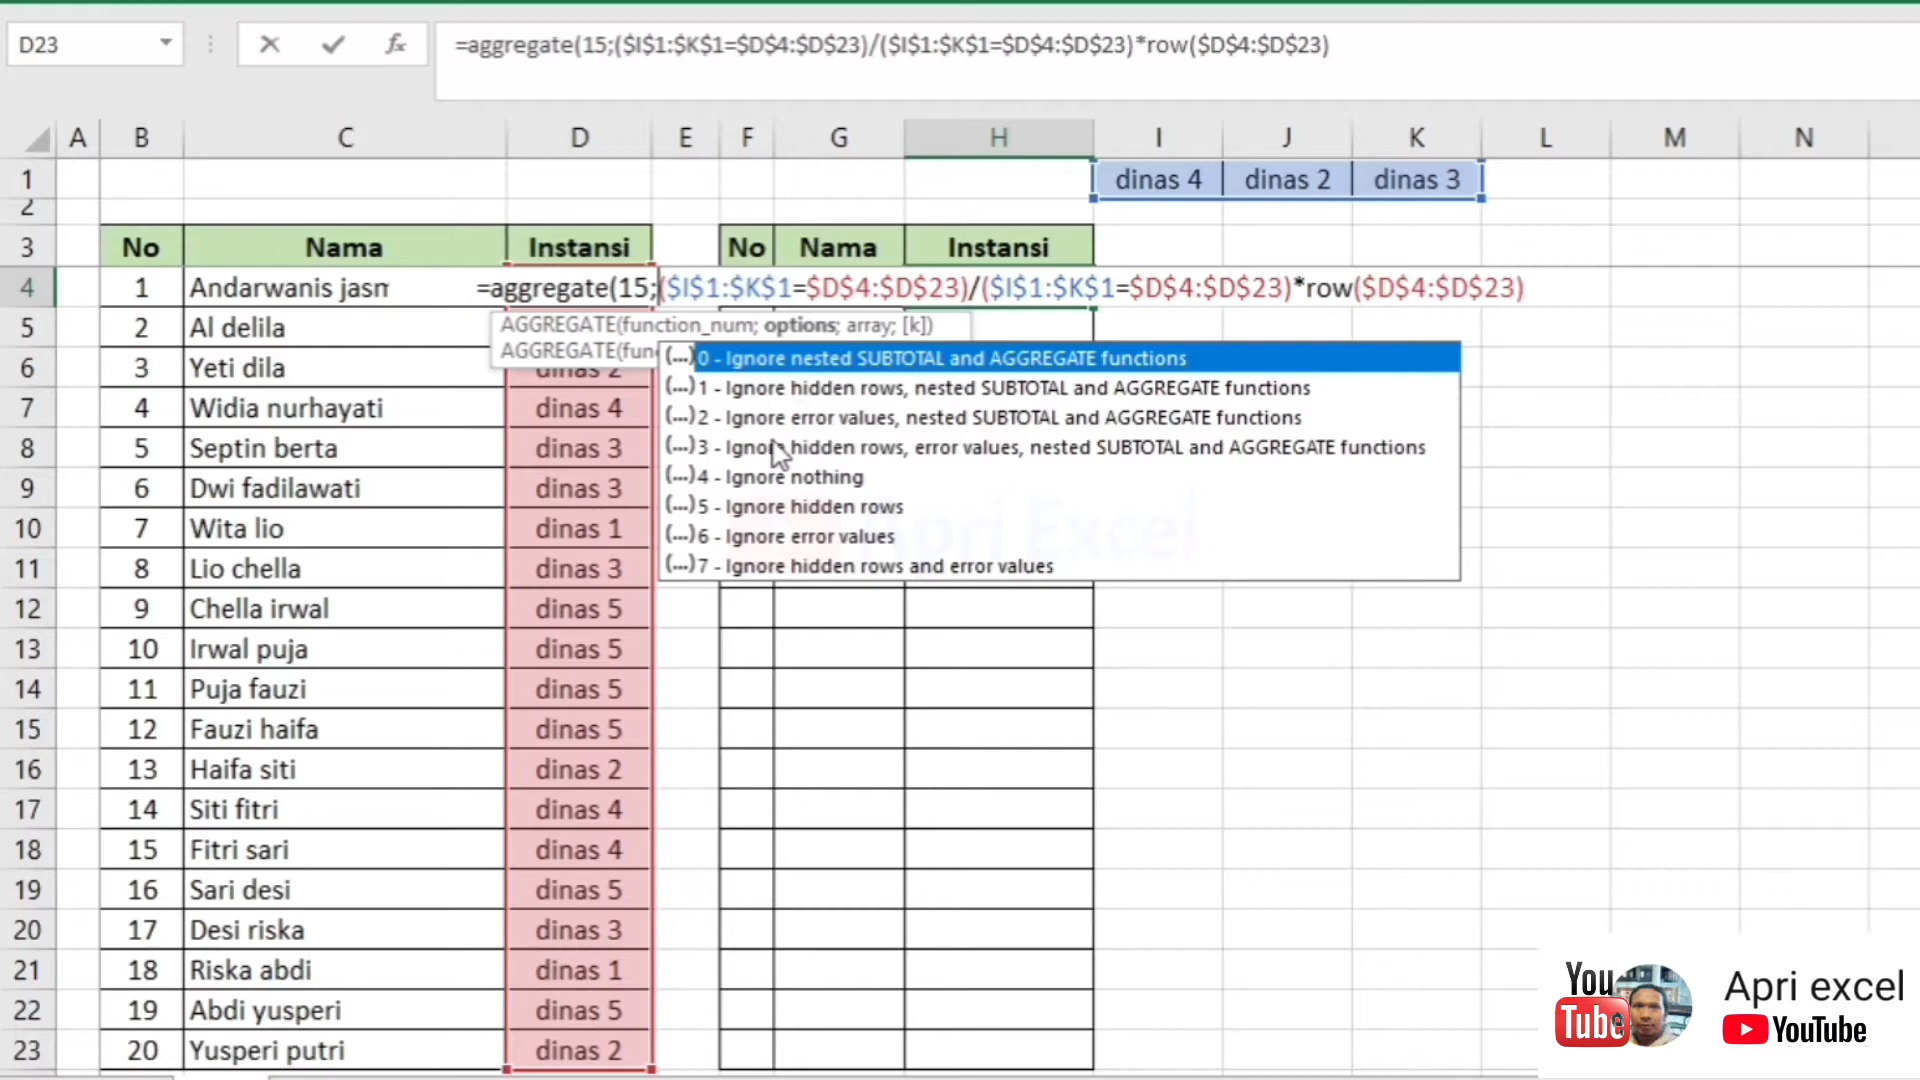 D23
fx
=aggregate(15;($I$1:$K$1=$D$4:$D$23)/($I$1:$K$1=$D$4:$D$23)*row($D$4:$D$23)
A B C D E F G H I J K L M N
1 dinas 4 dinas 2 dinas 3
2
3 No Nama Instansi No Nama Instansi
4 1 Andarwanis jasm =aggregate(15;($I$1:$K$1=$D$4:$D$23)/($I$1:$K$1=$D$4:$D$23)*row($D$4:$D$23)
AGGREGATE(function_num; options; array; [k])
AGGREGATE(func
5 2 Al delila
(...) 0 - Ignore nested SUBTOTAL and AGGREGATE functions
6 3 Yeti dila dinas 2
(...) 1 - Ignore hidden rows, nested SUBTOTAL and AGGREGATE functions
7 4 Widia nurhayati dinas 4
(...) 2 - Ignore error values, nested SUBTOTAL and AGGREGATE functions
8 5 Septin berta dinas 3
(...) 3 - Ignore hidden rows, error values, nested SUBTOTAL and AGGREGATE functions
(...) 4 - Ignore nothing
9 6 Dwi fadilawati dinas 3
(...) 5 - Ignore hidden rows
10 7 Wita lio dinas 1
Apri Excel
(...) 6 - Ignore error values
11 8 Lio chella dinas 3
(...) 7 - Ignore hidden rows and error values
12 9 Chella irwal dinas 5
13 10 Irwal puja dinas 5
14 11 Puja fauzi dinas 5
15 12 Fauzi haifa dinas 5
16 13 Haifa siti dinas 2
17 14 Siti fitri dinas 4
18 15 Fitri sari dinas 4
19 16 Sari desi dinas 5
20 17 Desi riska dinas 3
21 18 Riska abdi dinas 1
22 19 Abdi yusperi dinas 5
23 20 Yusperi putri dinas 2
You
Tube
Apri excel
YouTube